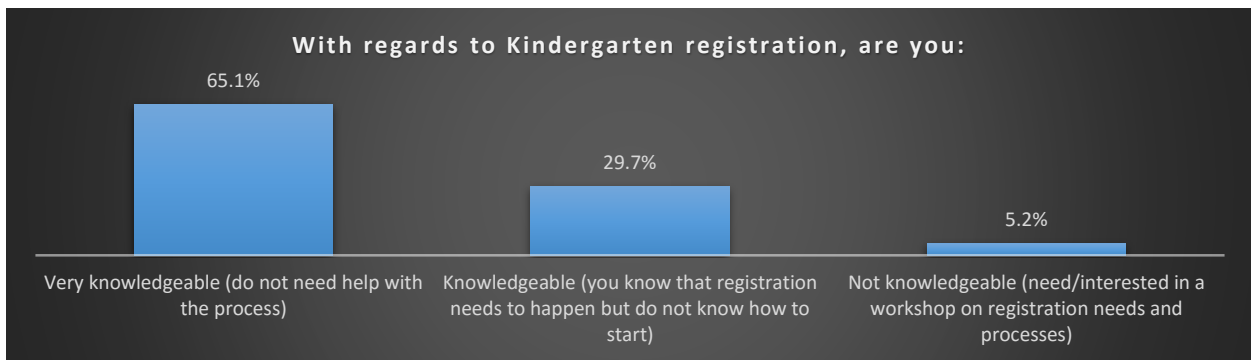 With regards to Kindergarten registration, are you:
65.1%
29.7%
5.2%
Very knowledgeable (do not need help with
the process)
Knowledgeable (you know that registration
needs to happen but do not know how to
start)
Not knowledgeable (need/interested in a
workshop on registration needs and
processes)